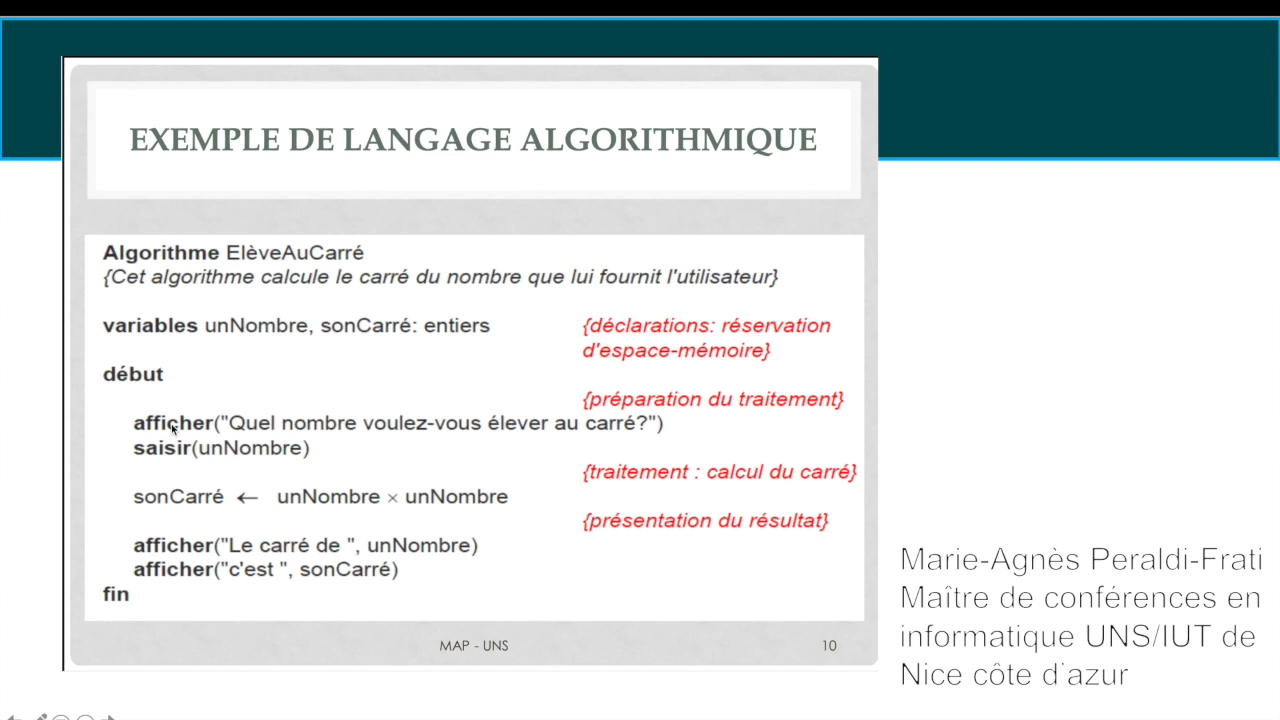 EXEMPLE DE LANGAGE ALGORITHMIQUE
Algorithme ElèveAuCarré
{Cet algorithme calcule le carré du nombre que lui fournit l'utilisateur}
variables unNombre, sonCarré: entiers
{déclarations: réservation
d'espace-mémoire}
début
{préparation du traitement}
afficher("Quel nombre voulez-vous élever au carré?")
saisir(unNombre)
{traitement : calcul du carré}
sonCarré ← unNombre × unNombre
{présentation du résultat}
afficher("Le carré de ", unNombre)
afficher("c'est ", sonCarré)
fin
MAP - UNS
10
Marie-Agnès Peraldi-Frati
Maître de conférences en
informatique UNS/IUT de
Nice côte d'azur